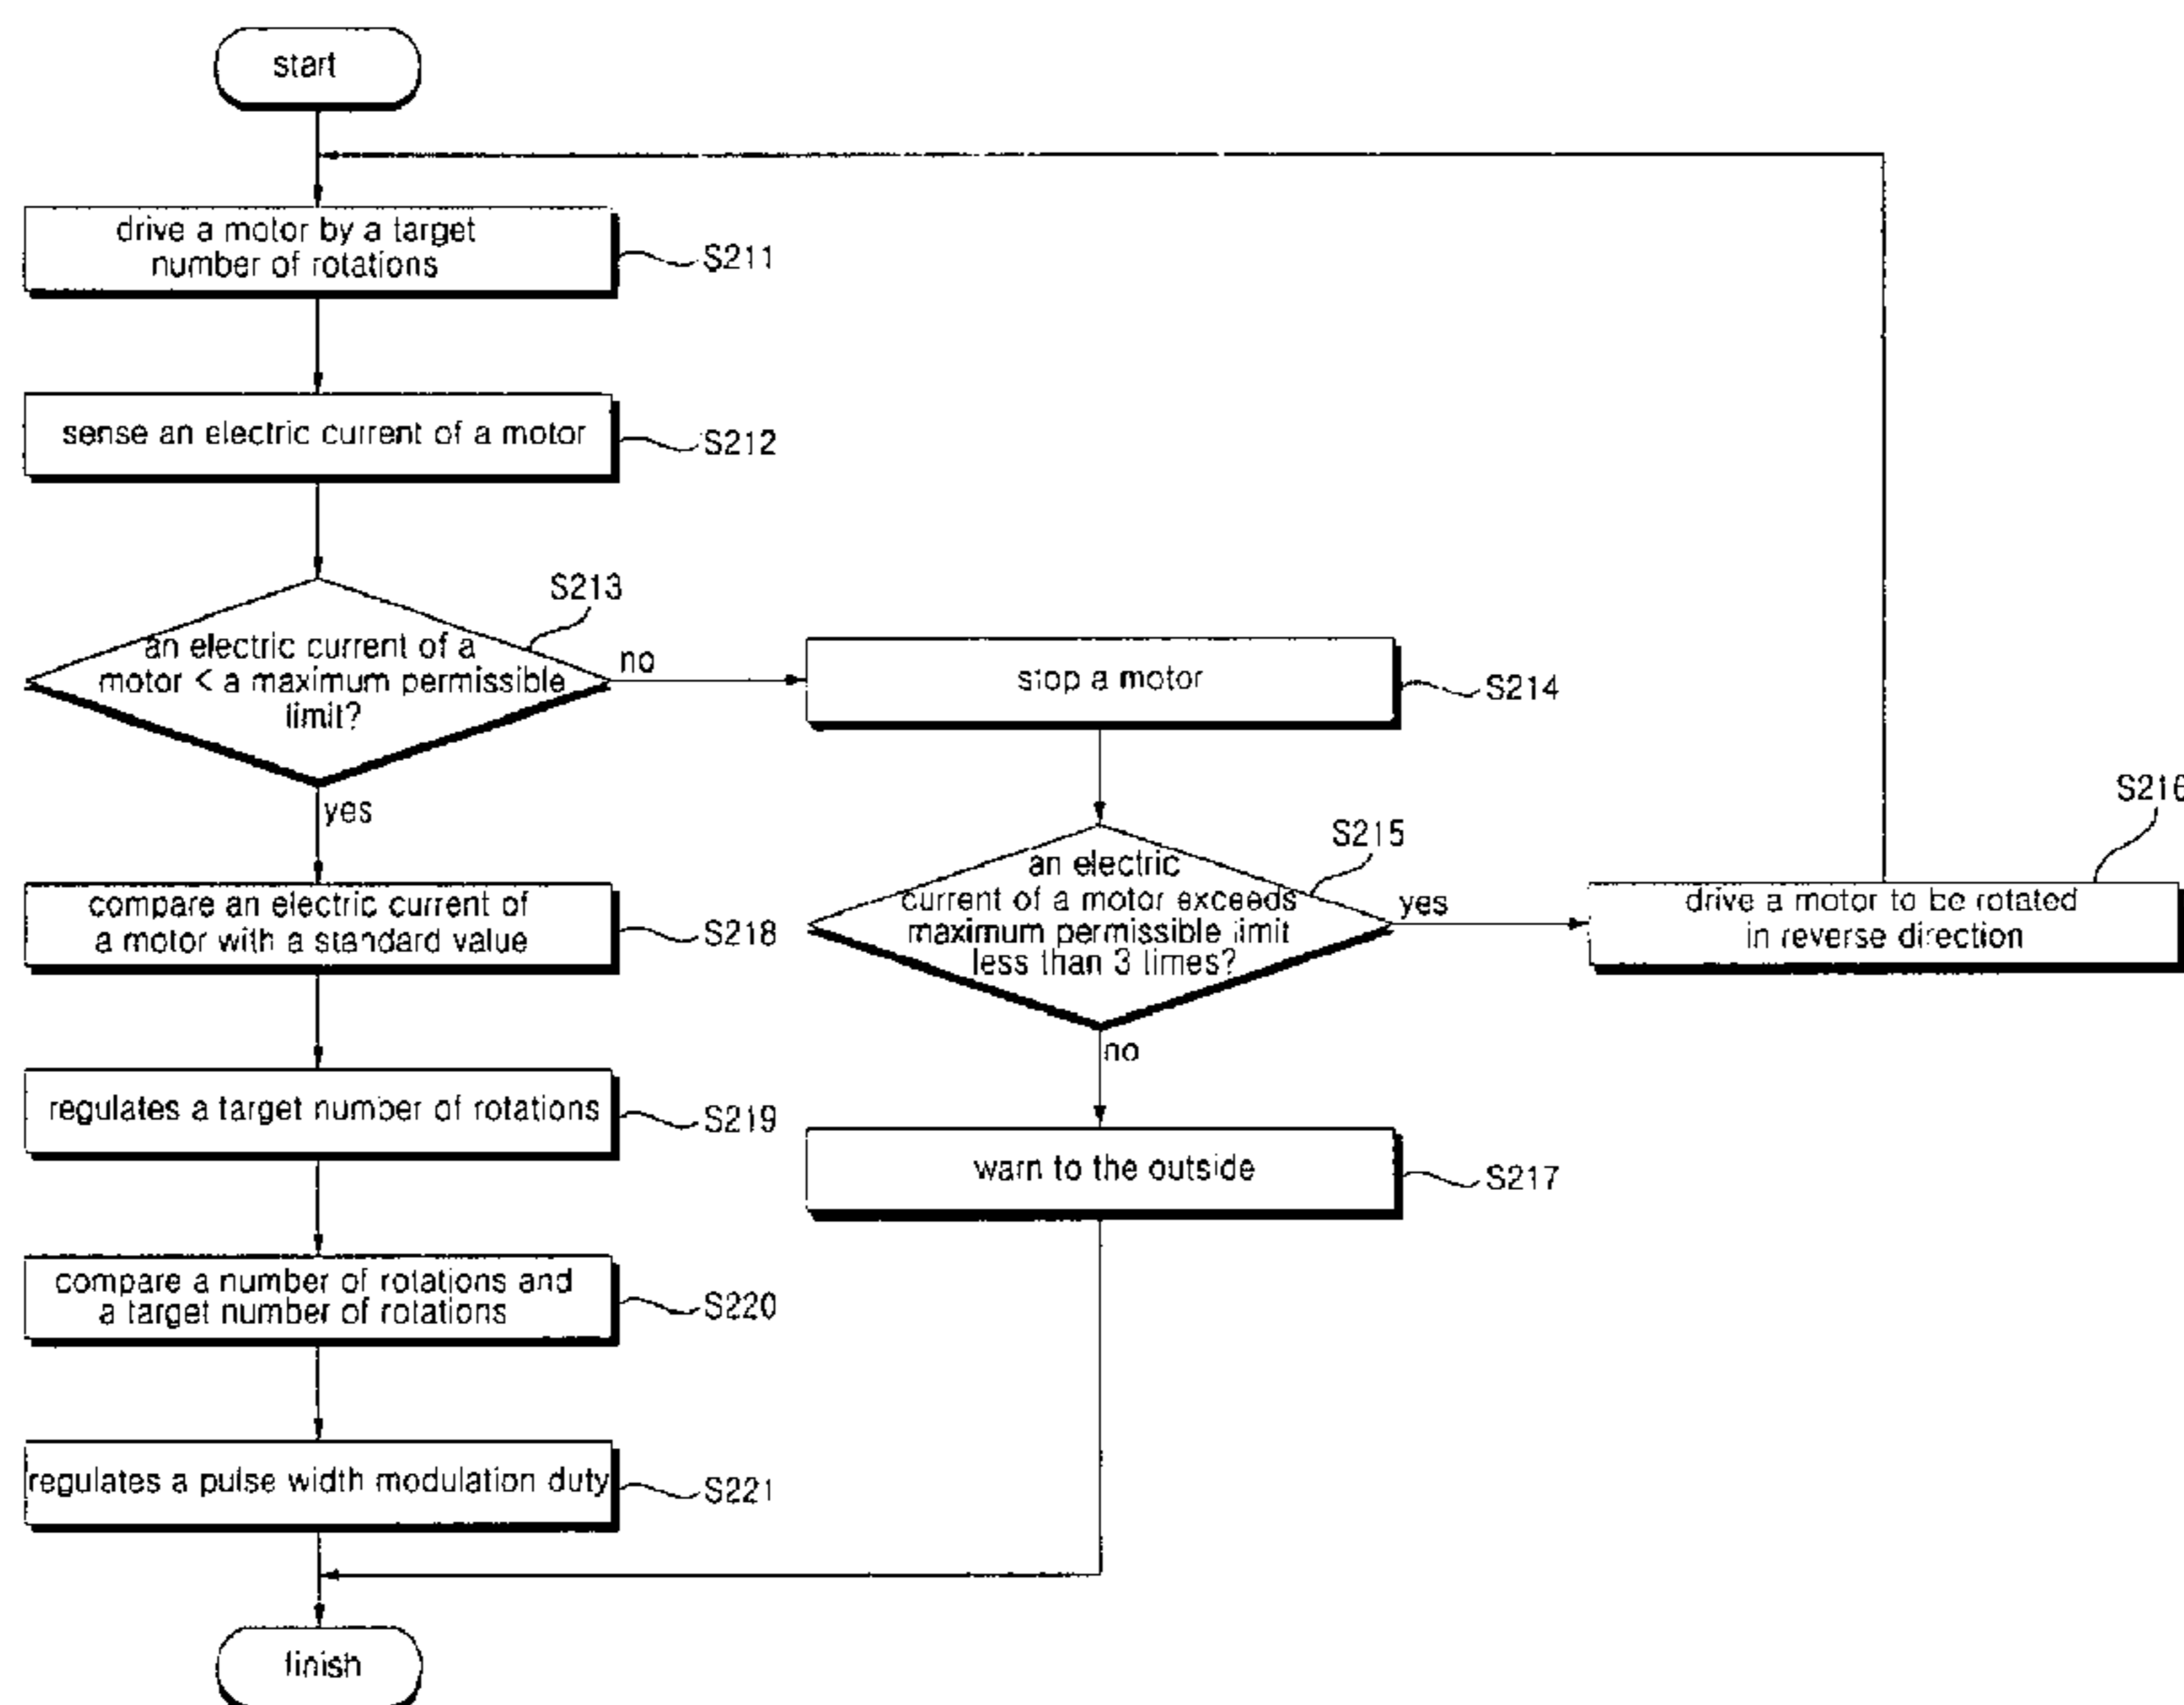 start
drive a motor by a target
number of rotations
S211
sense an electric current of a motor
S212
S213
an electric current of a
motor < a maximum permissible
limit?
no
yes
stop a motor
S214
S215
an electric
current of a motor exceeds
maximum permissible limit
less than 3 times?
yes
no
S216
drive a motor to be rotated
in reverse direction
warn to the outside
S217
compare an electric current of
a motor with a standard value
S218
regulates a target number of rotations
S219
compare a number of rotations and
a target number of rotations
S220
regulates a pulse width modulation duty
S221
finish